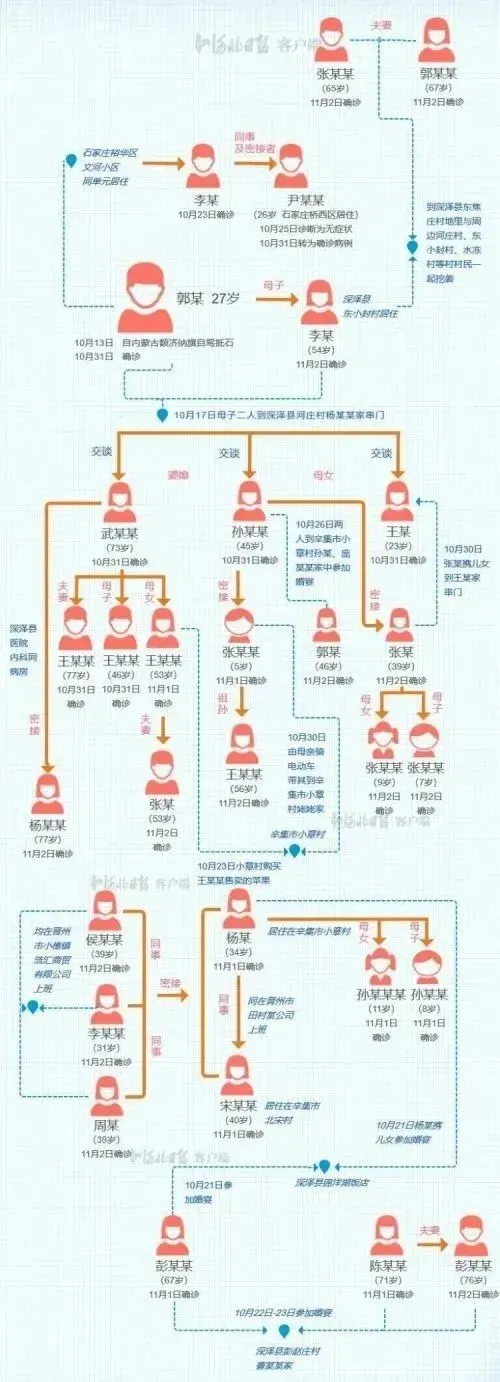 夫妻
张某某
(65岁)
11月2日确诊
郭某某
(67岁)
11月2日确诊
石家庄裕华区
文河小区
同单元居住
李某
10月23日确诊
同事
及密接者
尹某某
(26岁 石家庄桥西区居住)
10月25日诊断为无症状
10月31日转为确诊病例
到深泽县东焦
庄村地里与周
边河庄村、东
小封村、水冻
村等村村民一
起挖姜
郭某 27岁
10月13日 自内蒙古额济纳旗自驾抵石
10月31日 确诊
母子
李某
(54岁)
11月2日确诊
深泽县
东小封村居住
10月17日母子二人到深泽县河庄村杨某某家串门
交谈
交谈
交谈
婆媳
母女
武某某
(73岁)
10月31日确诊
孙某某
(45岁)
10月31日确诊
王某
(23岁)
10月31日确诊
10月26日两
人到辛集市小
章村孙某、庞
某某家中参加
婚宴
10月30日
张某携儿女
到王某家
串门
夫妻
母子
母女
王某某
(77岁)
10月31日
确诊
王某某
(46岁)
10月31日
确诊
王某某
(53岁)
11月1日
确诊
深泽县
医院
内科同
病房
密接
杨某某
(77岁)
11月2日确诊
夫妻
张某
(53岁)
11月2日
确诊
密接
张某某
(5岁)
11月1日确诊
祖孙
王某某
(56岁)
11月2日确诊
郭某
(46岁)
11月2日确诊
密接
张某
(39岁)
11月2日确诊
母女
母子
张某某
(9岁)
11月2日
确诊
张某某
(7岁)
11月2日
确诊
10月30日
由母亲骑
电动车
带其到辛
集市小章
村姥姥家
辛集市小章村
10月23日小章村购买
王某某售卖的苹果
均在晋州
市小樵镇
浩汇商贸
有限公司
上班
侯某某
(39岁)
11月2日确诊
李某某
(31岁)
11月2日确诊
周某
(39岁)
11月2日确诊
同事
同事
密接
杨某
(34岁)
11月1日确诊
居住在辛集市小章村
同事
同在晋州市
田村某公司
上班
宋某某
(40岁)
11月1日确诊
居住在辛集市
北宋村
母女
母子
孙某某某
(11岁)
11月1日
确诊
孙某某
(8岁)
11月1日
确诊
10月21日杨某携
儿女参加婚宴
10月21日参
加婚宴
彭某某
(67岁)
11月1日确诊
夫妻
陈某某
(71岁)
11月1日确诊
彭某某
(76岁)
11月2日确诊
10月22日-23日参加婚宴
深泽县彭赵庄村
曹某某家